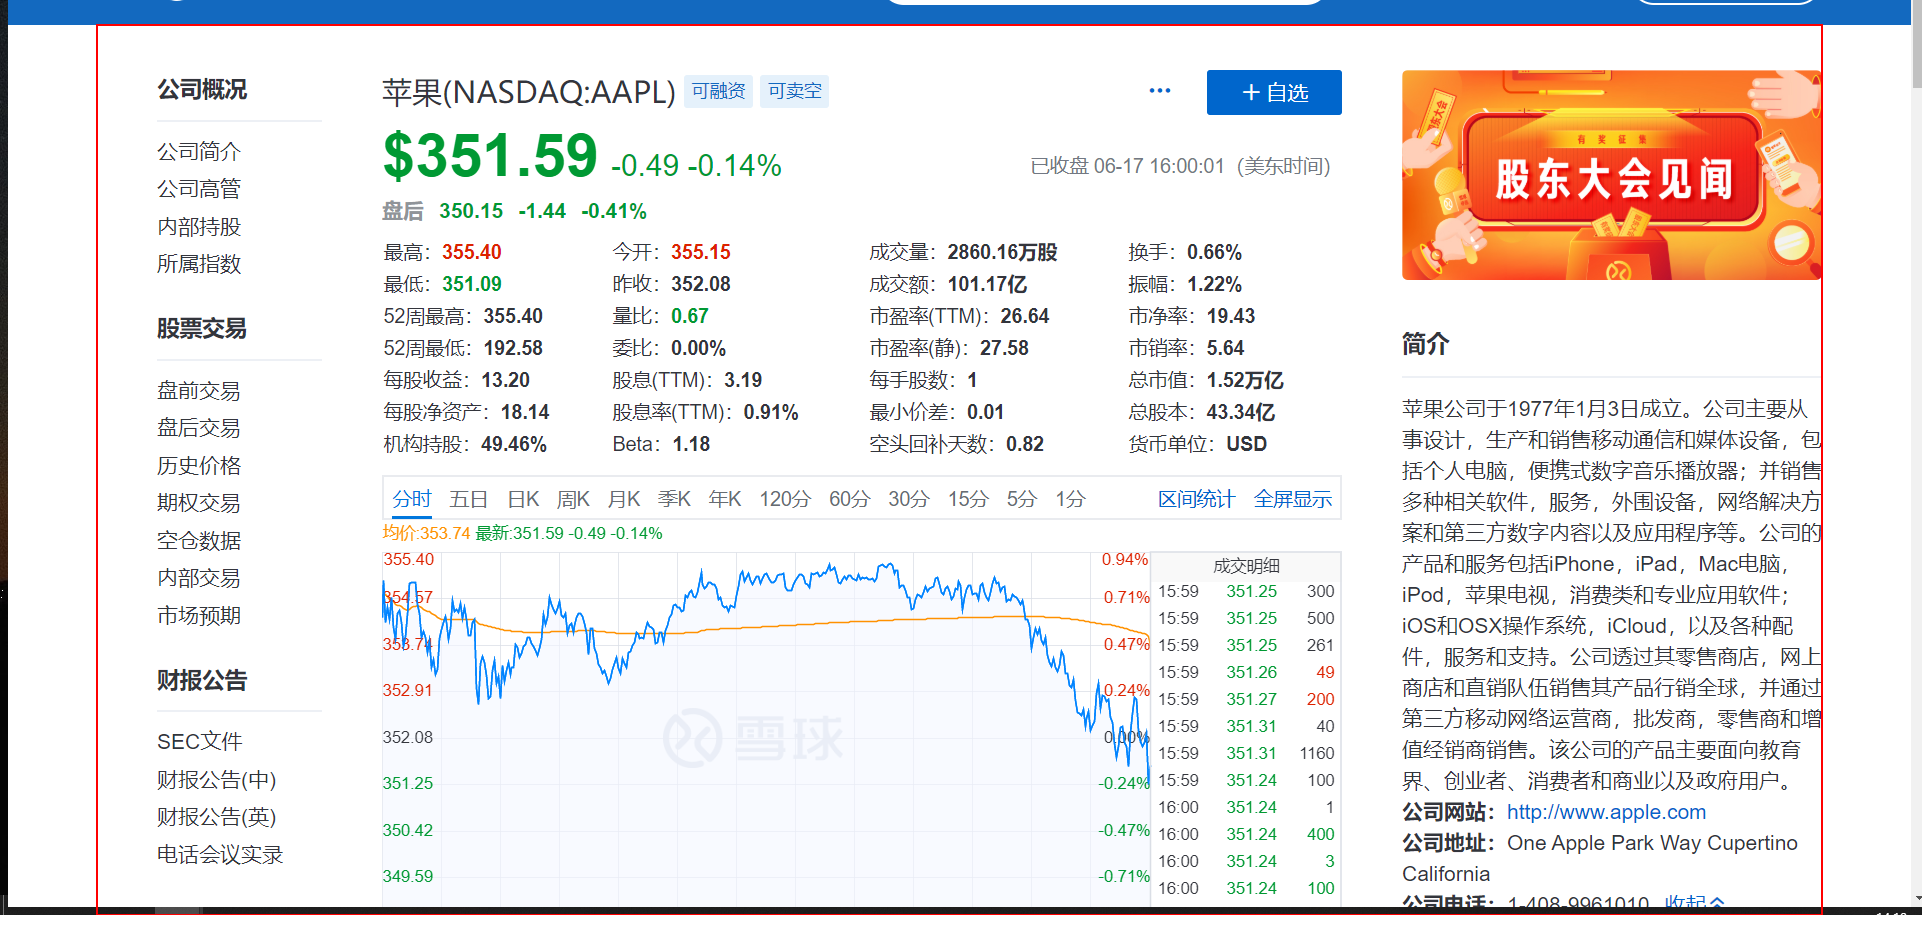 公司概况
公司简介
公司高管
内部持股
所属指数
股票交易
盘前交易
盘后交易
历史价格
期权交易
空仓数据
内部交易
市场预期
财报公告
SEC文件
财报公告(中)
财报公告(英)
电话会议实录
苹果(NASDAQ:AAPL) 可融资 可卖空
··· +自选
$351.59 -0.49 -0.14%
已收盘 06-17 16:00:01（美东时间）
盘后 350.15 -1.44 -0.41%
最高：355.40 今开：355.15 成交量：2860.16万股 换手：0.66%
最低：351.09 昨收：352.08 成交额：101.17亿 振幅：1.22%
52周最高：355.40 量比：0.67 市盈率(TTM)：26.64 市净率：19.43
52周最低：192.58 委比：0.00% 市盈率(静)：27.58 市销率：5.64
每股收益：13.20 股息(TTM)：3.19 每手股数：1 总市值：1.52万亿
每股净资产：18.14 股息率(TTM)：0.91% 最小价差：0.01 总股本：43.34亿
机构持股：49.46% Beta：1.18 空头回补天数：0.82 货币单位：USD
分时 五日 日K 周K 月K 季K 年K 120分 60分 30分 15分 5分 1分 区间统计 全屏显示
均价:353.74 最新:351.59 -0.49 -0.14%
355.40 0.94%
354.57 0.71%
353.74 0.47%
352.91 0.24%
352.08 0.00%
351.25 -0.24%
350.42 -0.47%
349.59 -0.71%
雪球
成交明细
15:59 351.25 300
15:59 351.25 500
15:59 351.25 261
15:59 351.26 49
15:59 351.27 200
15:59 351.31 40
15:59 351.31 1160
15:59 351.24 100
16:00 351.24 1
16:00 351.24 400
16:00 351.24 3
16:00 351.24 100
有奖征集
股东大会见闻
简介
苹果公司于1977年1月3日成立。公司主要从
事设计，生产和销售移动通信和媒体设备，包
括个人电脑，便携式数字音乐播放器；并销售
多种相关软件，服务，外围设备，网络解决方
案和第三方数字内容以及应用程序等。公司的
产品和服务包括iPhone，iPad，Mac电脑，
iPod，苹果电视，消费类和专业应用软件；
iOS和OSX操作系统，iCloud，以及各种配
件，服务和支持。公司透过其零售商店，网上
商店和直销队伍销售其产品行销全球，并通过
第三方移动网络运营商，批发商，零售商和增
值经销商销售。该公司的产品主要面向教育
界、创业者、消费者和商业以及政府用户。
公司网站：http://www.apple.com
公司地址：One Apple Park Way Cupertino
California
公司电话：1-408-9961010 收起